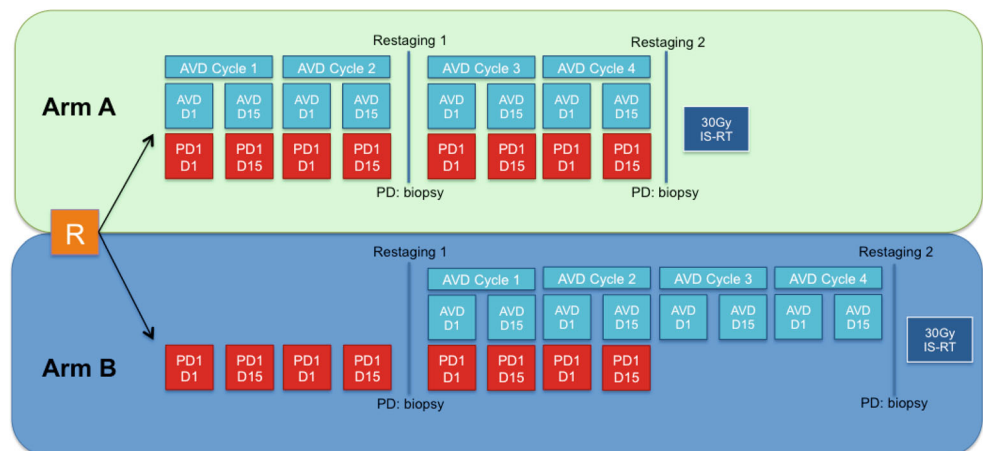 Restaging 1
Restaging 2
AVD Cycle 1
AVD Cycle 2
AVD Cycle 3
AVD Cycle 4
Arm A
AVD
D1
AVD
D15
AVD
D1
AVD
D15
AVD
D1
AVD
D15
AVD
D1
AVD
D15
30Gy
IS-RT
PD1
D1
PD1
D15
PD1
D1
PD1
D15
PD1
D1
PD1
D15
PD1
D1
PD1
D15
PD: biopsy
PD: biopsy
R
Restaging 1
Restaging 2
AVD Cycle 1
AVD Cycle 2
AVD Cycle 3
AVD Cycle 4
AVD
D1
AVD
D15
AVD
D1
AVD
D15
AVD
D1
AVD
D15
AVD
D1
AVD
D15
30Gy
IS-RT
Arm B
PD1
D1
PD1
D15
PD1
D1
PD1
D15
PD1
D1
PD1
D15
PD1
D1
PD1
D15
PD: biopsy
PD: biopsy